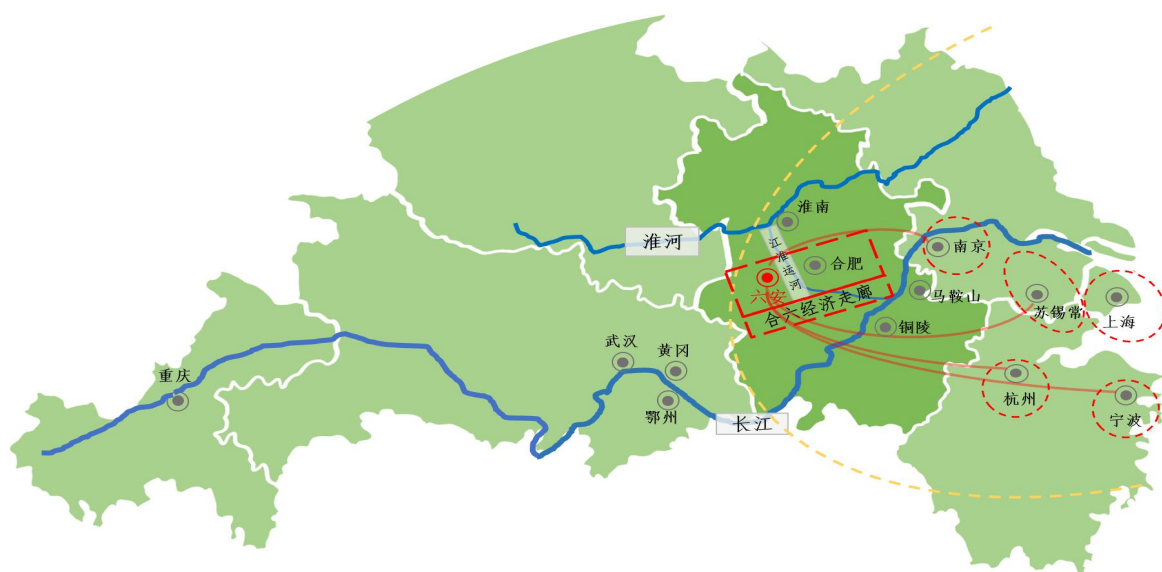 淮南
淮河
江淮运河
合肥
南京
六安
合六经济走廊
马鞍山
苏锡常
上海
铜陵
武汉
黄冈
重庆
鄂州
杭州
宁波
长江